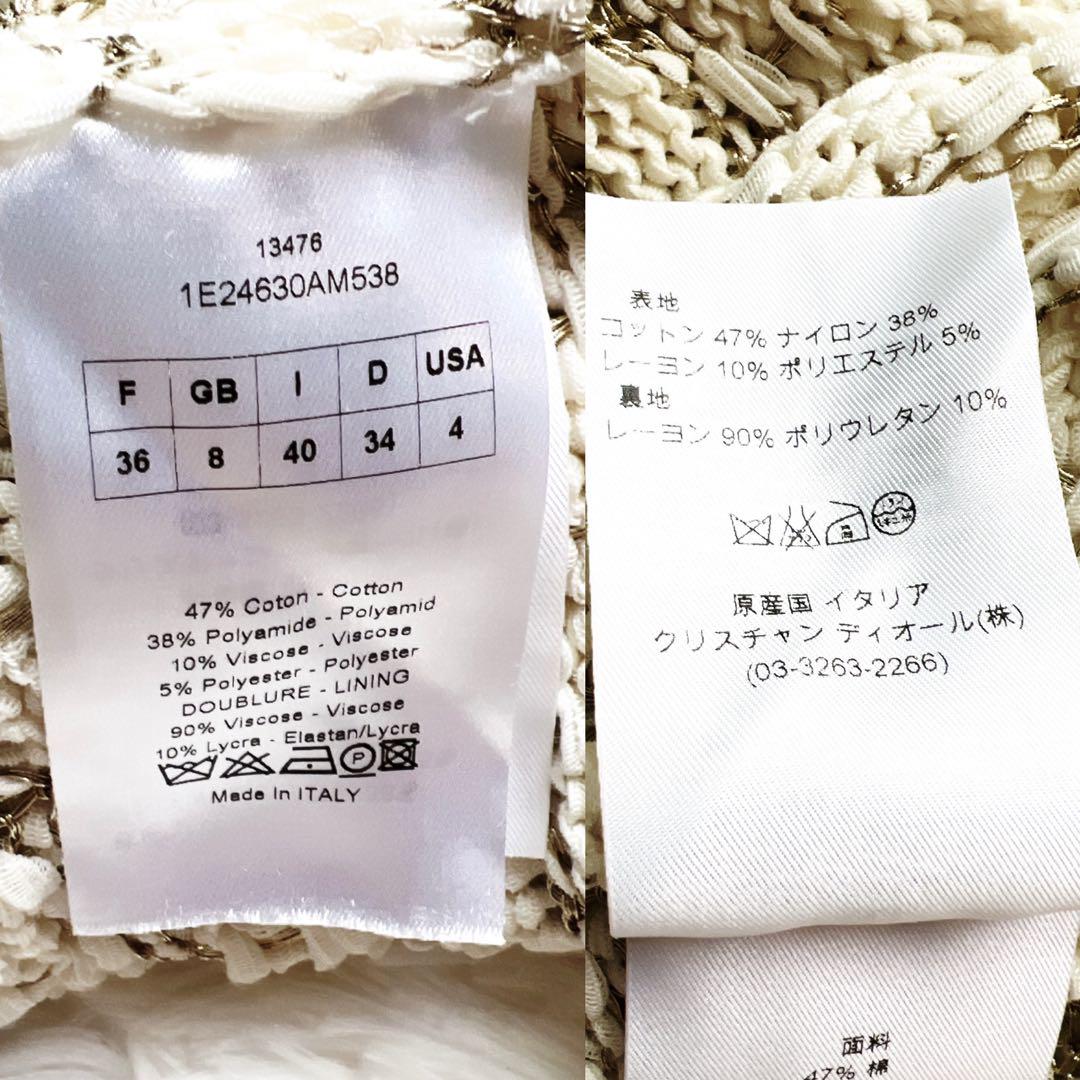 13476
1E24630AM538
F GB I D USA
36 8 40 34 4
47% Coton - Cotton
38% Polyamide - Polyamid
10% Viscose - Viscose
5% Polyester - Polyester
DOUBLURE - LINING
90% Viscose - Viscose
10% Lycra - Elastan/Lycra
P
Made In ITALY
表地
コットン 47% ナイロン 38%
レーヨン 10% ポリエステル 5%
裏地
レーヨン 90% ポリウレタン 10%
原産国 イタリア
クリスチャン ディオール(株)
(03-3263-2266)
面料
47% 棉